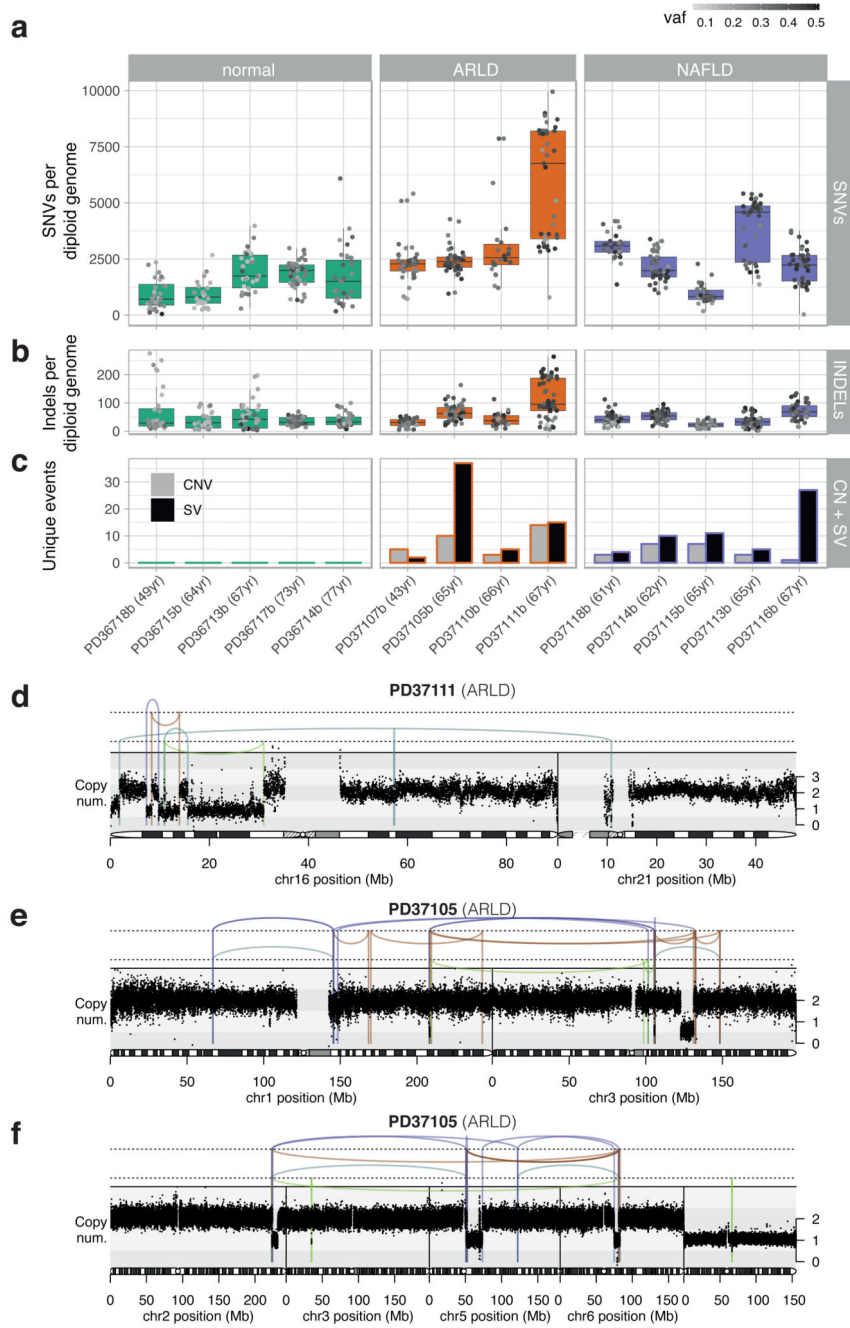 vaf 0.1 0.2 0.3 0.4 0.5
a
normal ARLD NAFLD
SNVs per
diploid genome
10000
7500
5000
2500
0
SNVs
b
Indels per
diploid genome
200
100
0
INDELs
c
Unique events
30
20
10
0
CNV
SV
CN + SV
PD36718b (49yr) PD36715b (64yr) PD36713b (67yr) PD36717b (73yr) PD36714b (77yr) PD37107b (43yr) PD37105b (65yr) PD37110b (66yr) PD37111b (67yr) PD37118b (61yr) PD37114b (62yr) PD37115b (65yr) PD37113b (65yr) PD37116b (67yr)
d
PD37111 (ARLD)
Copy
num.
3
2
1
0
0 20 40 60 80 0 20 40
chr16 position (Mb) chr21 position (Mb)
e
PD37105 (ARLD)
Copy
num.
2
1
0
0 50 100 150 200 0 50 100 150
chr1 position (Mb) chr3 position (Mb)
f
PD37105 (ARLD)
Copy
num.
2
1
0
0 50 100 150 200 0 50 100 150 0 50 100 150 0 50 100 150 0 50 100 150
chr2 position (Mb) chr3 position (Mb) chr5 position (Mb) chr6 position (Mb)